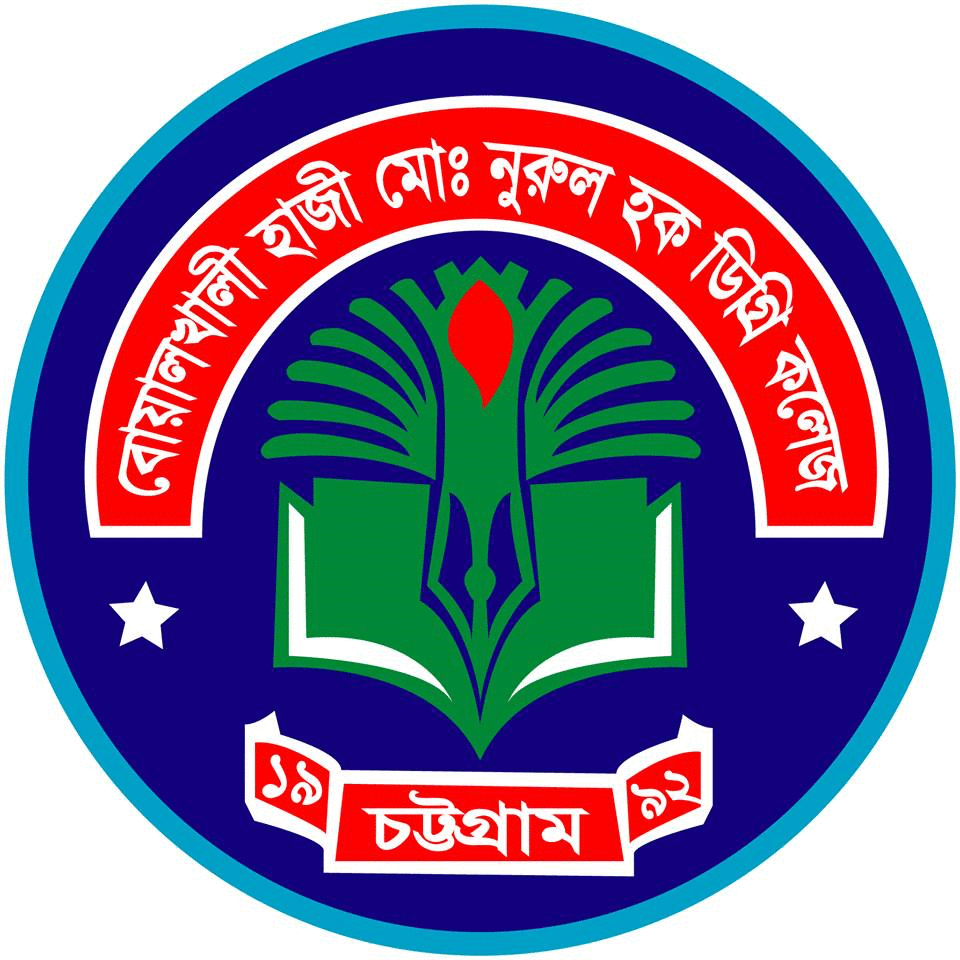 বোয়ালখালী হাজী মোঃ নুরুল হক ডিগ্রি কলেজ
১৯ চট্টগ্রাম ৯২